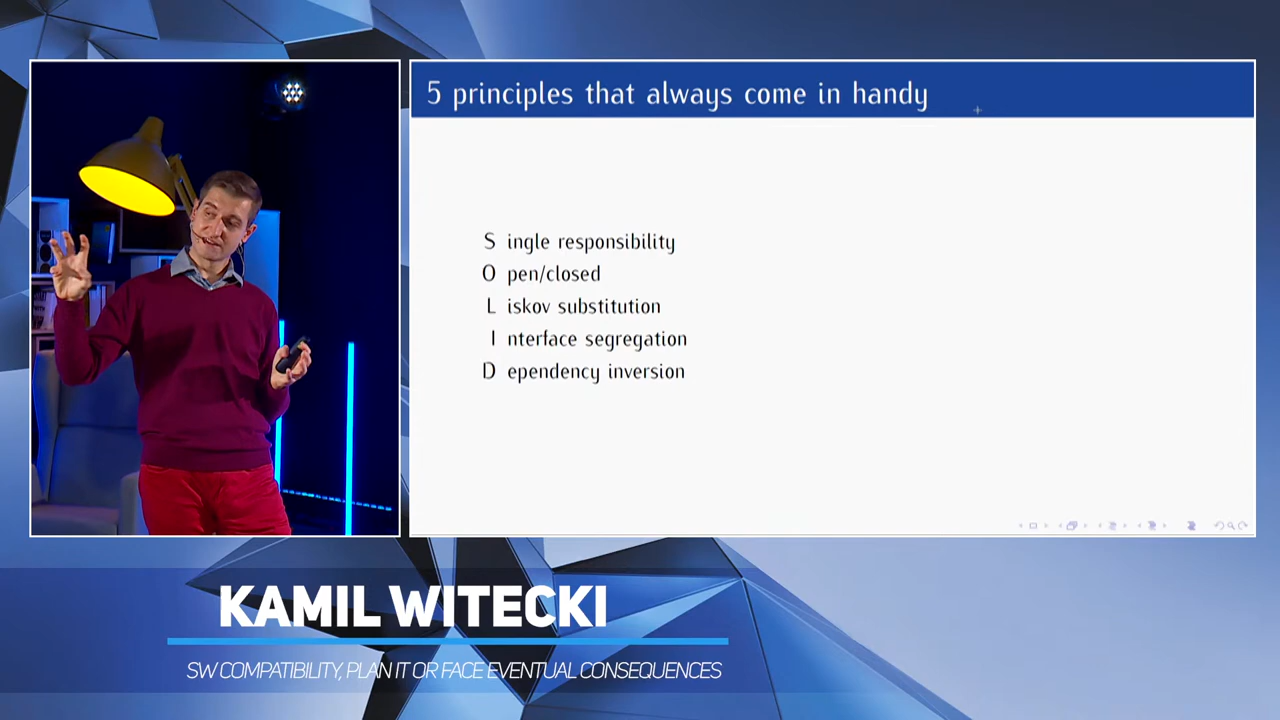 5 principles that always come in handy
S ingle responsibility
O pen/closed
L iskov substitution
I nterface segregation
D ependency inversion
KAMIL WITECKI
SW COMPATIBILITY, PLAN IT OR FACE EVENTUAL CONSEQUENCES